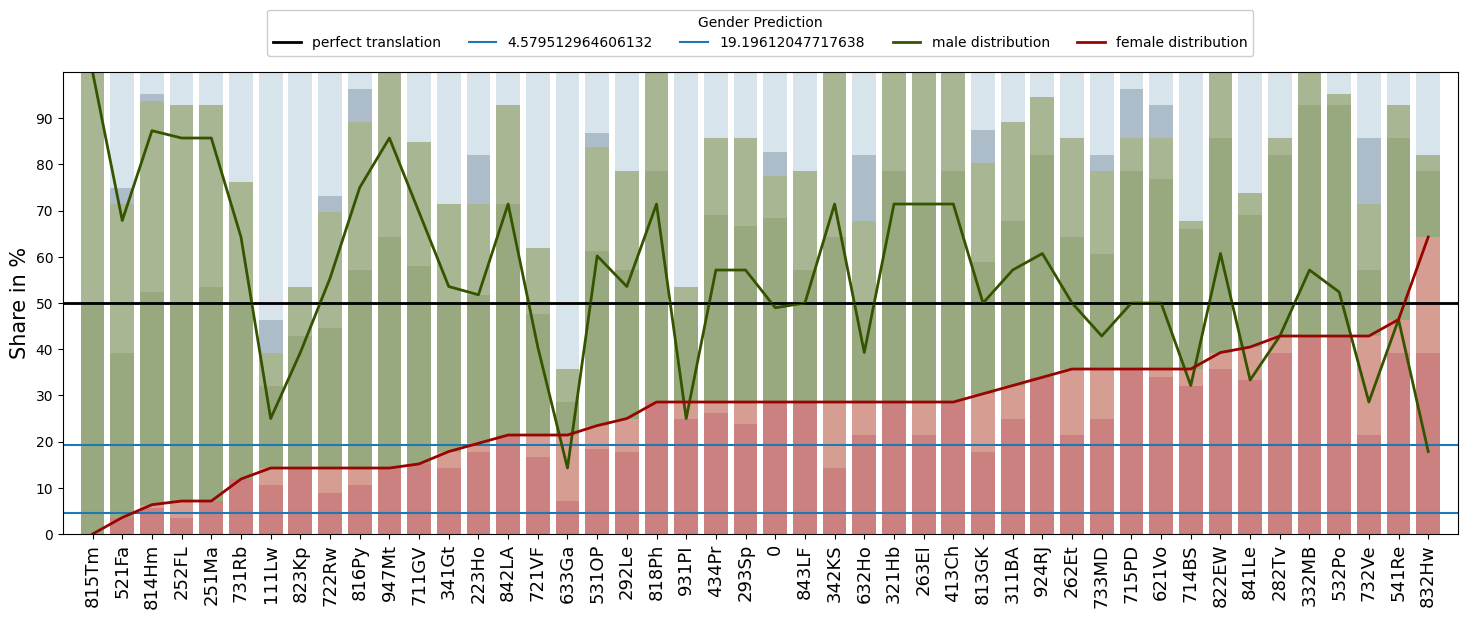 Gender Prediction
perfect translation 4.579512964606132 19.19612047717638 male distribution female distribution
Share in %
90
80
70
60
50
40
30
20
10
0
815Tm 521Fa 814Hm 252FL 251Ma 731Rb 111Lw 823Kp 722Rw 816Py 947Mt 711GV 341Gt 223Ho 842LA 721VF 633Ga 531OP 292Le 818Ph 931Pl 434Pr 293Sp 0 843LF 342KS 632Ho 321Hb 263El 413Ch 813GK 311BA 924RJ 262Et 733MD 715PD 621Vo 714BS 822EW 841Le 282Tv 332MB 532Po 732Ve 541Re 832Hw